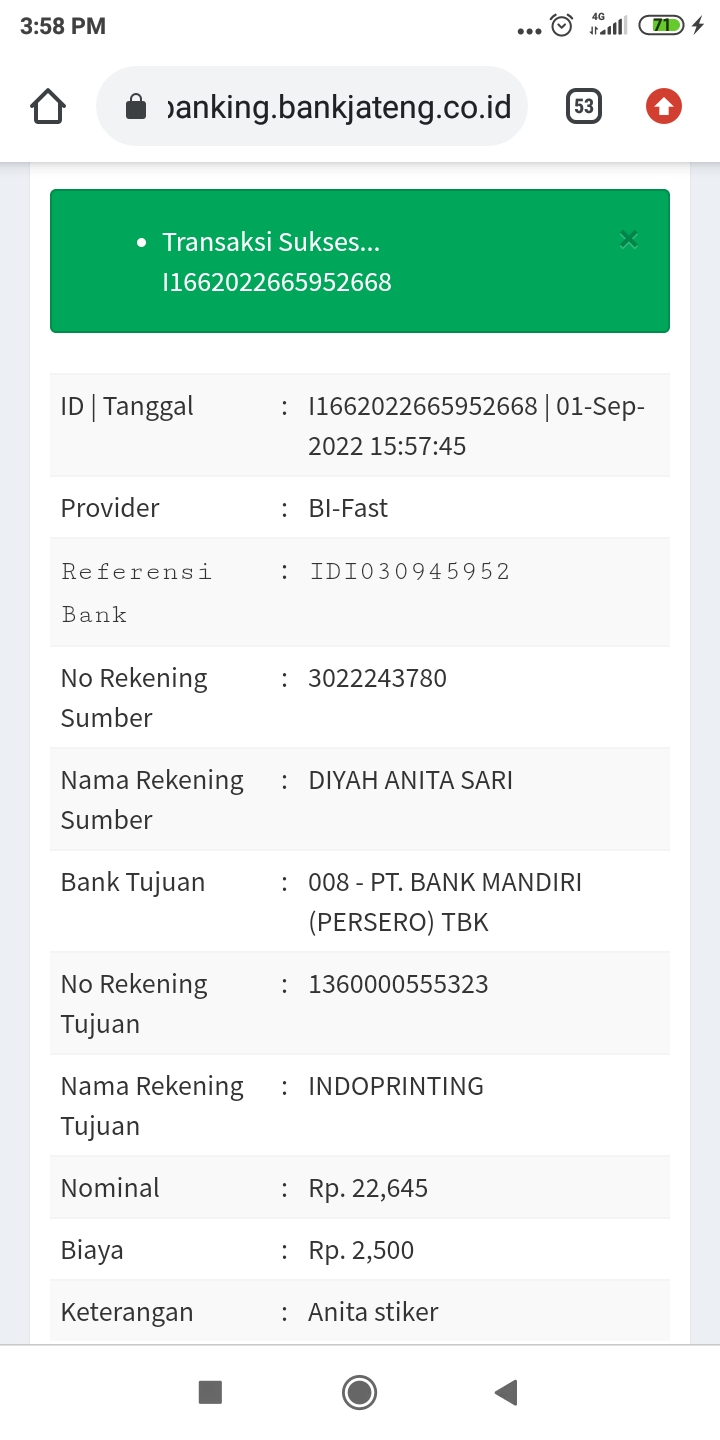 3:58 PM
4G
71
banking.bankjateng.co.id
53
Transaksi Sukses...
I1662022665952668
ID | Tanggal : I1662022665952668 | 01-Sep-
2022 15:57:45
Provider : BI-Fast
Referensi : IDI030945952
Bank
No Rekening : 3022243780
Sumber
Nama Rekening : DIYAH ANITA SARI
Sumber
Bank Tujuan : 008 - PT. BANK MANDIRI
(PERSERO) TBK
No Rekening : 1360000555323
Tujuan
Nama Rekening : INDOPRINTING
Tujuan
Nominal : Rp. 22,645
Biaya : Rp. 2,500
Keterangan : Anita stiker